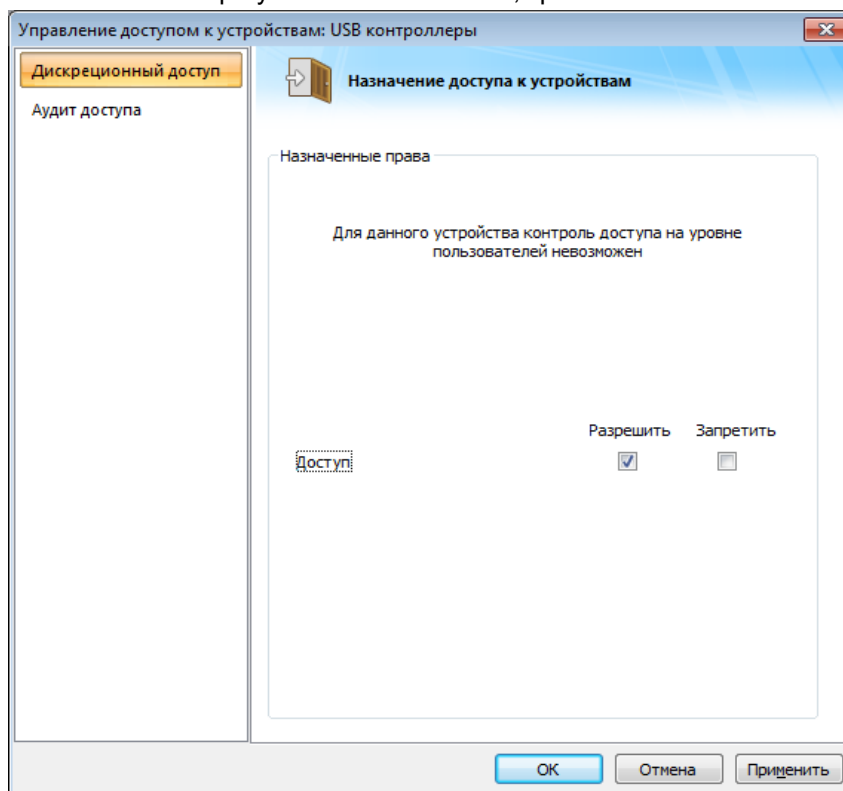 Управление доступом к устройствам: USB контроллеры
Дискреционный доступ
Аудит доступа
Назначение доступа к устройствам
Назначенные права
Для данного устройства контроль доступа на уровне
пользователей невозможен
Разрешить Запретить
Доступ
ОК Отмена Применить